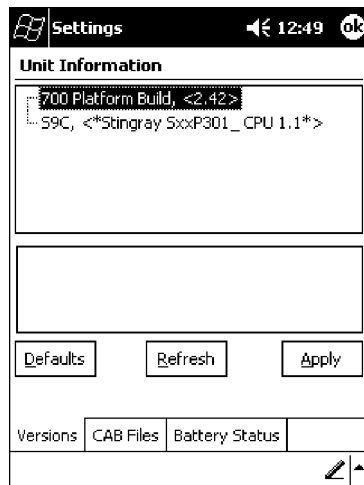 Settings 12:49 ok
Unit Information
700 Platform Build, <2.42>
S9C, <*Stingray SxxP301_ CPU 1.1*>
Defaults Refresh Apply
Versions CAB Files Battery Status